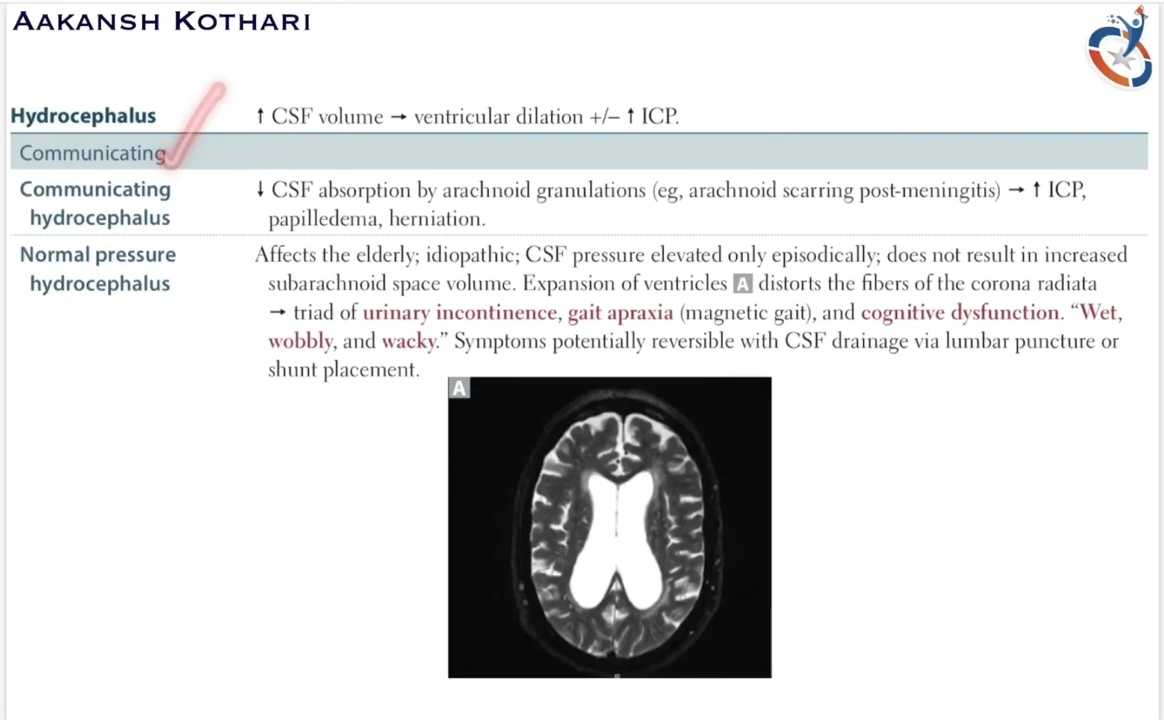 AAKANSH KOTHARI
Hydrocephalus ↑ CSF volume → ventricular dilation +/– ↑ ICP.
Communicating
Communicating hydrocephalus
↓ CSF absorption by arachnoid granulations (eg, arachnoid scarring post-meningitis) → ↑ ICP,
papilledema, herniation.
Normal pressure hydrocephalus
Affects the elderly; idiopathic; CSF pressure elevated only episodically; does not result in increased
subarachnoid space volume. Expansion of ventricles A distorts the fibers of the corona radiata
→ triad of urinary incontinence, gait apraxia (magnetic gait), and cognitive dysfunction. “Wet,
wobbly, and wacky.” Symptoms potentially reversible with CSF drainage via lumbar puncture or
shunt placement.
A